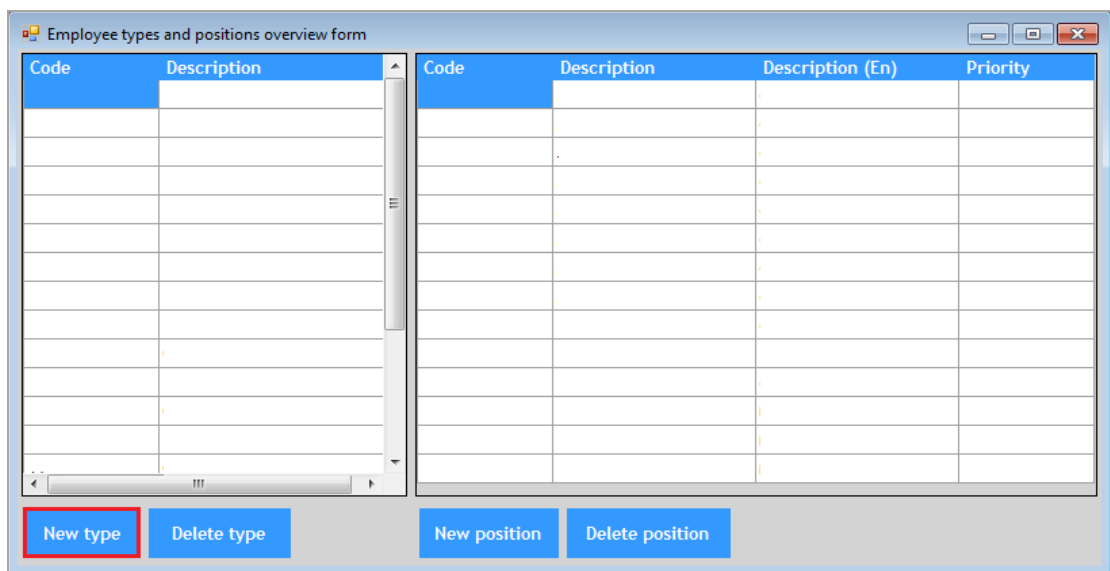 Employee types and positions overview form
Code Description Code Description Description (En) Priority
New type Delete type New position Delete position